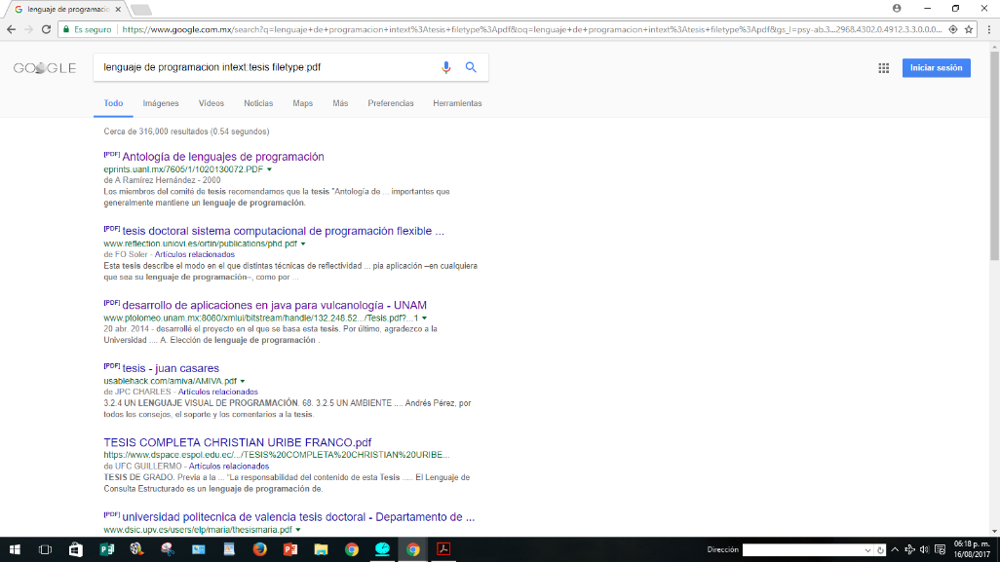 lenguaje de programacio
Es seguro
https://www.google.com.mx/search?q=lenguaje+de+programacion+intext%3Atesis+filetype%3Apdf&oq=lenguaje+de+programacion+intext%3Atesis+filetype%3Apdf&gs_l=psy-ab.3...2968.4302.0.4912.3.3.0.0.0...
GOOGLE
lenguaje de programacion intext:tesis filetype:pdf
Iniciar sesión
Todo Imágenes Vídeos Noticias Maps Más Preferencias Herramientas
Cerca de 316,000 resultados (0.54 segundos)
[PDF] Antología de lenguajes de programación
eprints.uanl.mx/7605/1/1020130072.PDF
de A Ramírez Hernández - 2000
Los miembros del comité de tesis recomendamos que la tesis "Antología de ... importantes que
generalmente mantiene un lenguaje de programación.
[PDF] tesis doctoral sistema computacional de programación flexible ...
www.reflection.uniovi.es/ortin/publications/phd.pdf
de FO Soler - Artículos relacionados
Esta tesis describe el modo en el que distintas técnicas de reflectividad ... pia aplicación –en cualquiera
que sea su lenguaje de programación–, como por ...
[PDF] desarrollo de aplicaciones en java para vulcanología - UNAM
www.ptolomeo.unam.mx:8080/xmlui/bitstream/handle/132.248.52.../Tesis.pdf?...1
20 abr. 2014 - desarrollé el proyecto en el que se basa esta tesis. Por último, agradezco a la
Universidad .... A. Elección de lenguaje de programación .
[PDF] tesis - juan casares
usablehack.com/amiva/AMIVA.pdf
de JPC CHARLES - Artículos relacionados
3.2.4 UN LENGUAJE VISUAL DE PROGRAMACIÓN. 68. 3.2.5 UN AMBIENTE .... Andrés Pérez, por
todos los consejos, el soporte y los comentarios a la tesis.
TESIS COMPLETA CHRISTIAN URIBE FRANCO.pdf
https://www.dspace.espol.edu.ec/.../TESIS%20COMPLETA%20CHRISTIAN%20URIBE...
de UFC GUILLERMO - Artículos relacionados
TESIS DE GRADO. Previa a la ... "La responsabilidad del contenido de esta Tesis ..... El Lenguaje de
Consulta Estructurado es un lenguaje de programación de.
[PDF] universidad politecnica de valencia tesis doctoral - Departamento de ...
www.dsic.upv.es/users/elp/maria/thesismaria.pdf
Dirección
06:18 p. m.
16/08/2017